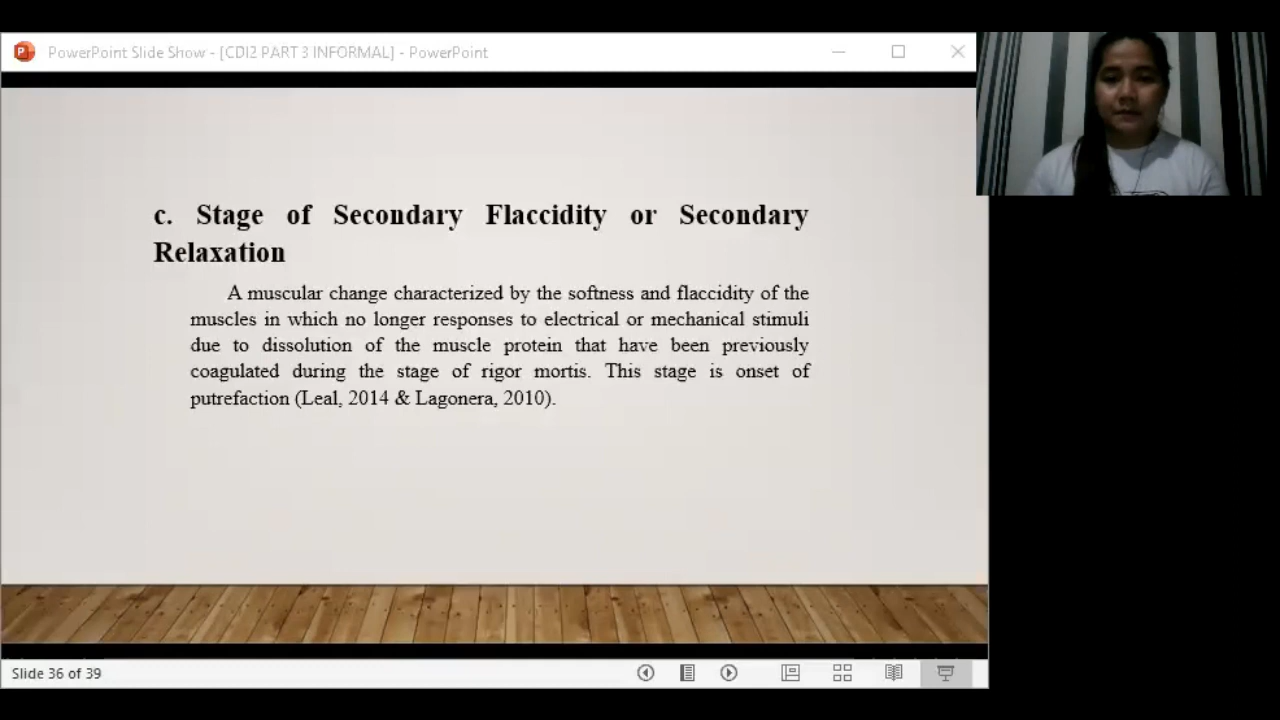 PowerPoint Slide Show - [CDI2 PART 3 INFORMAL] - PowerPoint
c. Stage of Secondary Flaccidity or Secondary
Relaxation
A muscular change characterized by the softness and flaccidity of the
muscles in which no longer responses to electrical or mechanical stimuli
due to dissolution of the muscle protein that have been previously
coagulated during the stage of rigor mortis. This stage is onset of
putrefaction (Leal, 2014 & Lagonera, 2010).
Slide 36 of 39